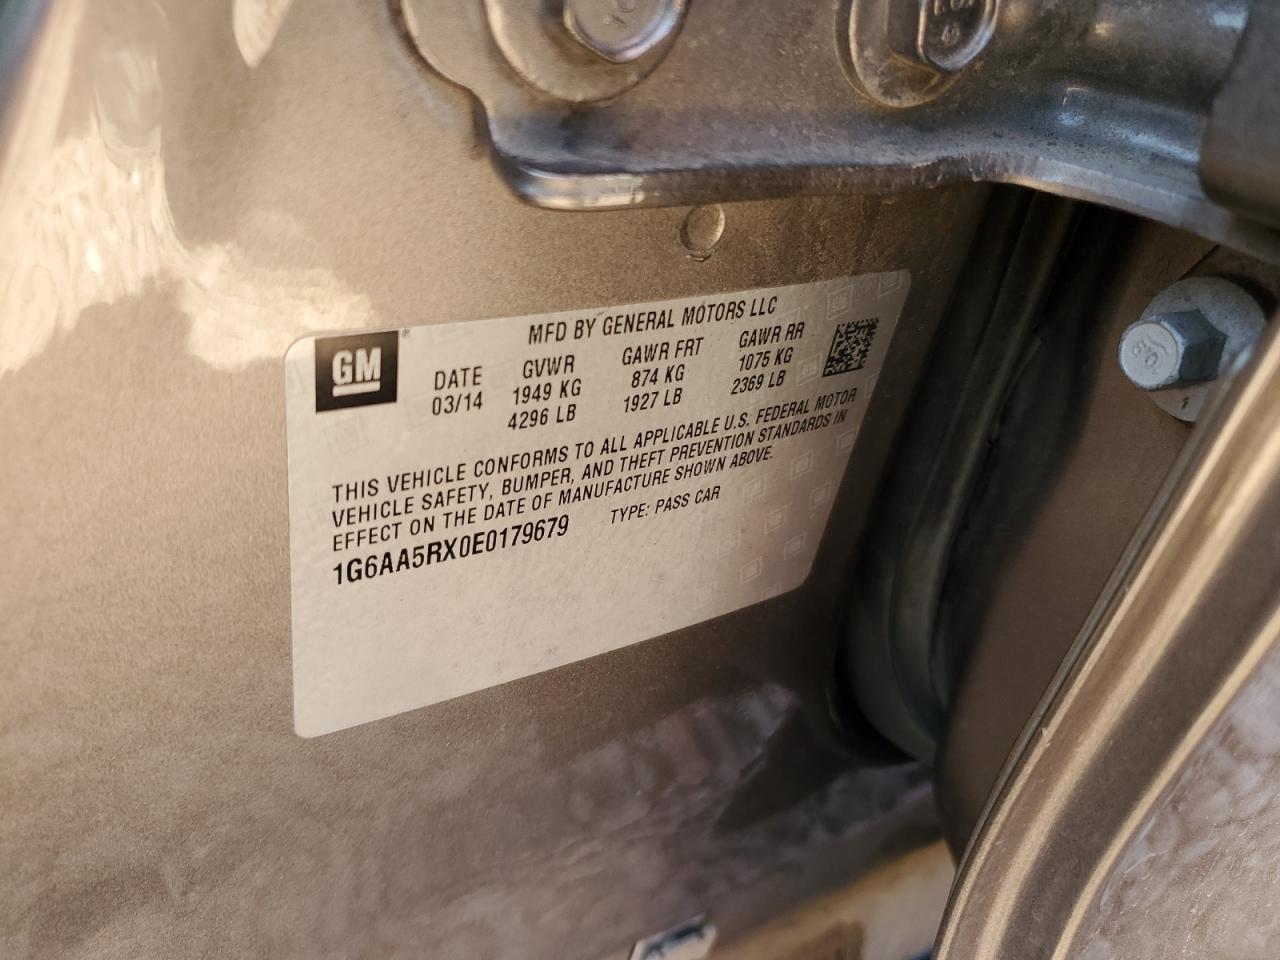 MFD BY GENERAL MOTORS LLC
GM
DATE GVWR GAWR FRT GAWR RR
03/14 1949 KG 874 KG 1075 KG
4296 LB 1927 LB 2369 LB
THIS VEHICLE CONFORMS TO ALL APPLICABLE U.S. FEDERAL MOTOR
VEHICLE SAFETY, BUMPER, AND THEFT PREVENTION STANDARDS IN
EFFECT ON THE DATE OF MANUFACTURE SHOWN ABOVE.
1G6AA5RX0E0179679 TYPE: PASS CAR